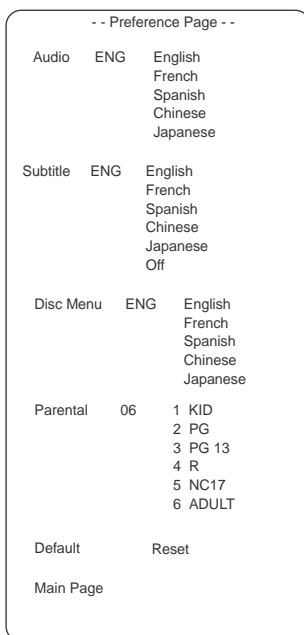 - - Preference Page - -
Audio ENG English
French
Spanish
Chinese
Japanese
Subtitle ENG English
French
Spanish
Chinese
Japanese
Off
Disc Menu ENG English
French
Spanish
Chinese
Japanese
Parental 06 1 KID
2 PG
3 PG 13
4 R
5 NC17
6 ADULT
Default Reset
Main Page